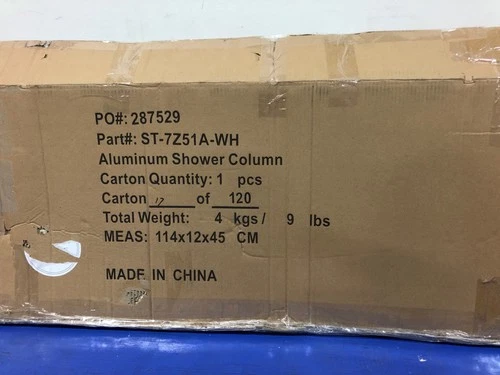 PO#: 287529
Part#: ST-7Z51A-WH
Aluminum Shower Column
Carton Quantity: 1 pcs
Carton 12 of 120
Total Weight: 4 kgs / 9 lbs
MEAS: 114x12x45 CM
MADE IN CHINA